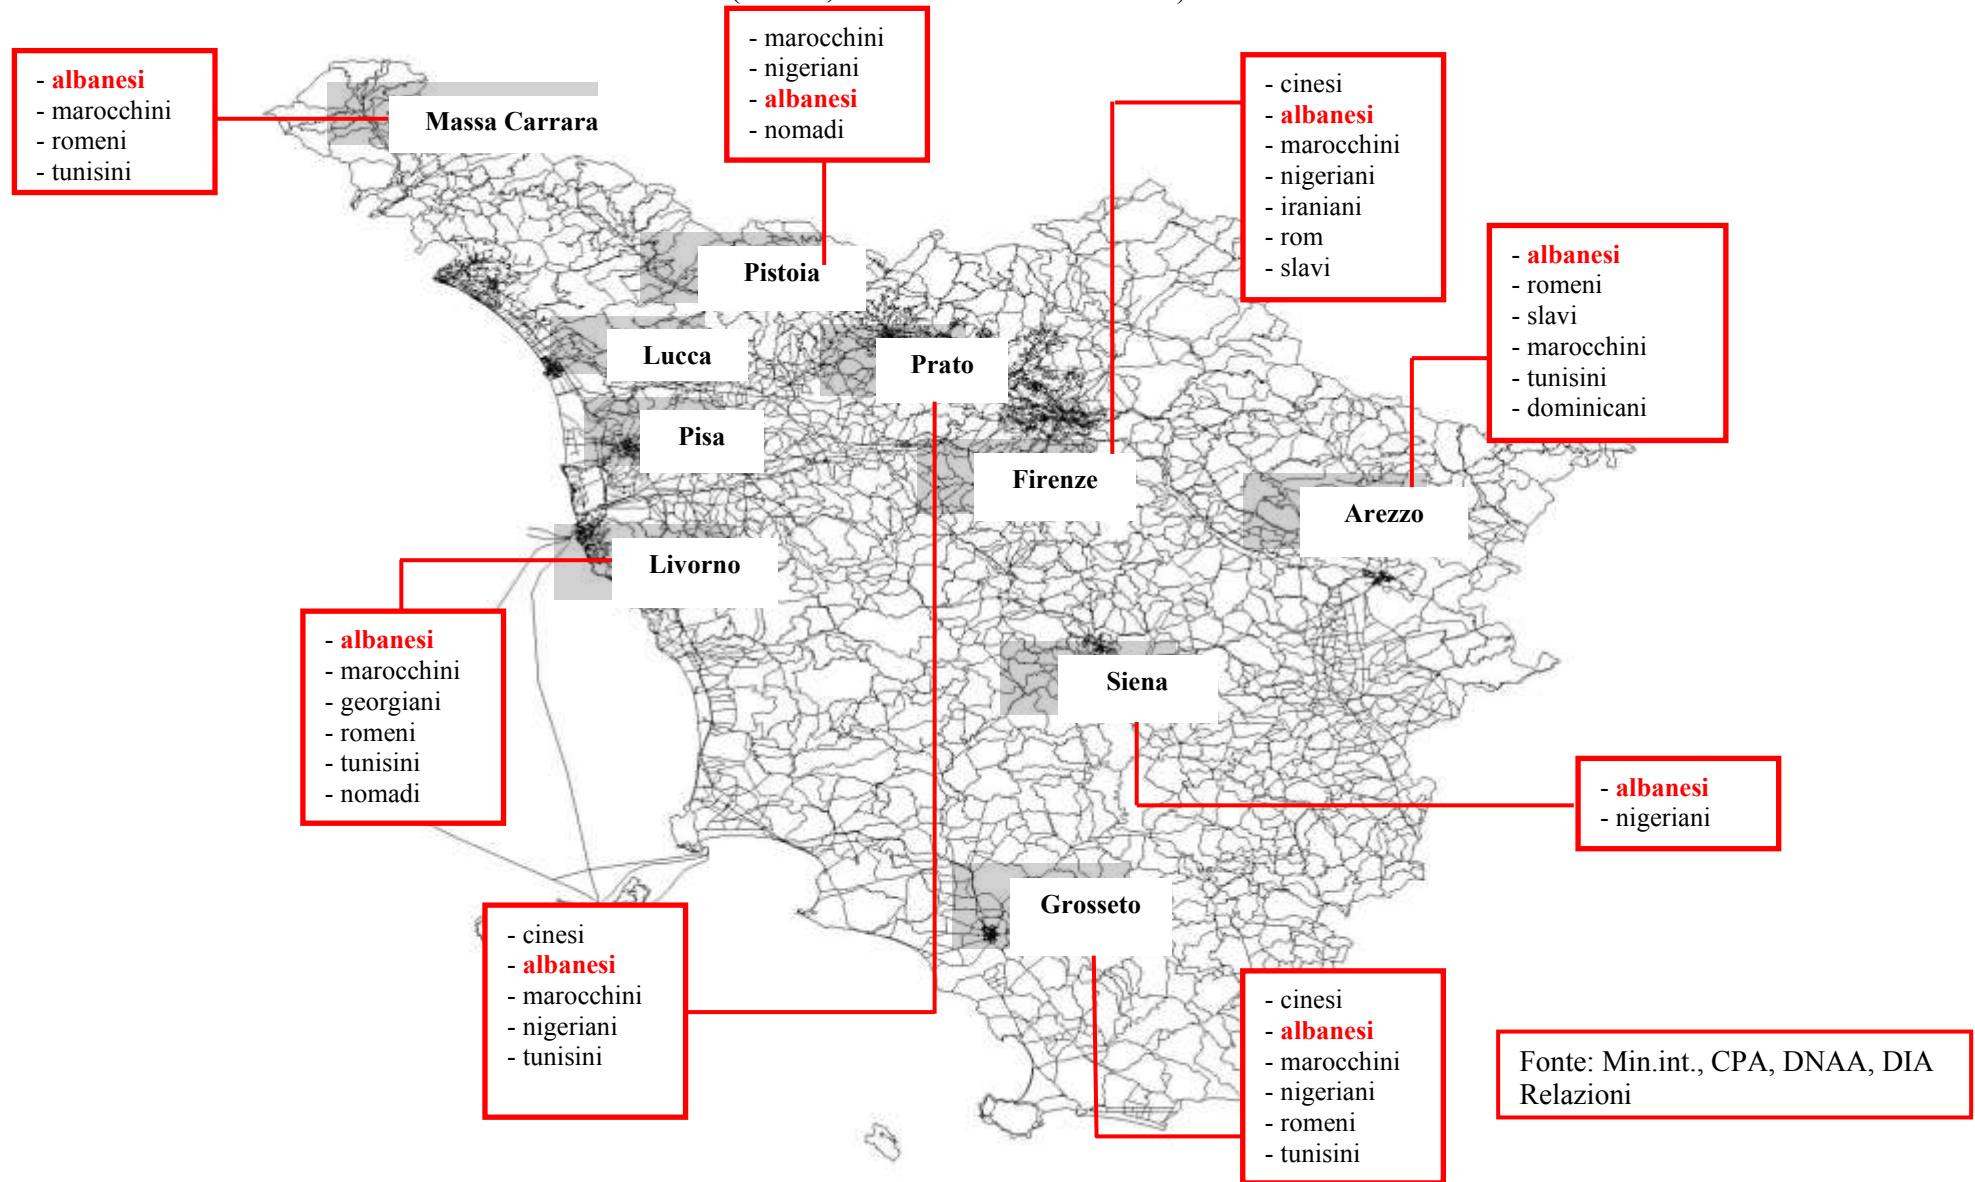 - marocchini
- nigeriani
- albanesi
- nomadi
- albanesi
- marocchini
- romeni
- tunisini
Massa Carrara
- cinesi
- albanesi
- marocchini
- nigeriani
- iraniani
- rom
- slavi
- albanesi
- romeni
- slavi
- marocchini
- tunisini
- dominicani
Pistoia
Lucca
Prato
Pisa
Firenze
Arezzo
Livorno
- albanesi
- marocchini
- georgiani
- romeni
- tunisini
- nomadi
Siena
- albanesi
- nigeriani
Grosseto
- cinesi
- albanesi
- marocchini
- nigeriani
- tunisini
- cinesi
- albanesi
- marocchini
- nigeriani
- romeni
- tunisini
Fonte: Min.int., CPA, DNAA, DIA
Relazioni